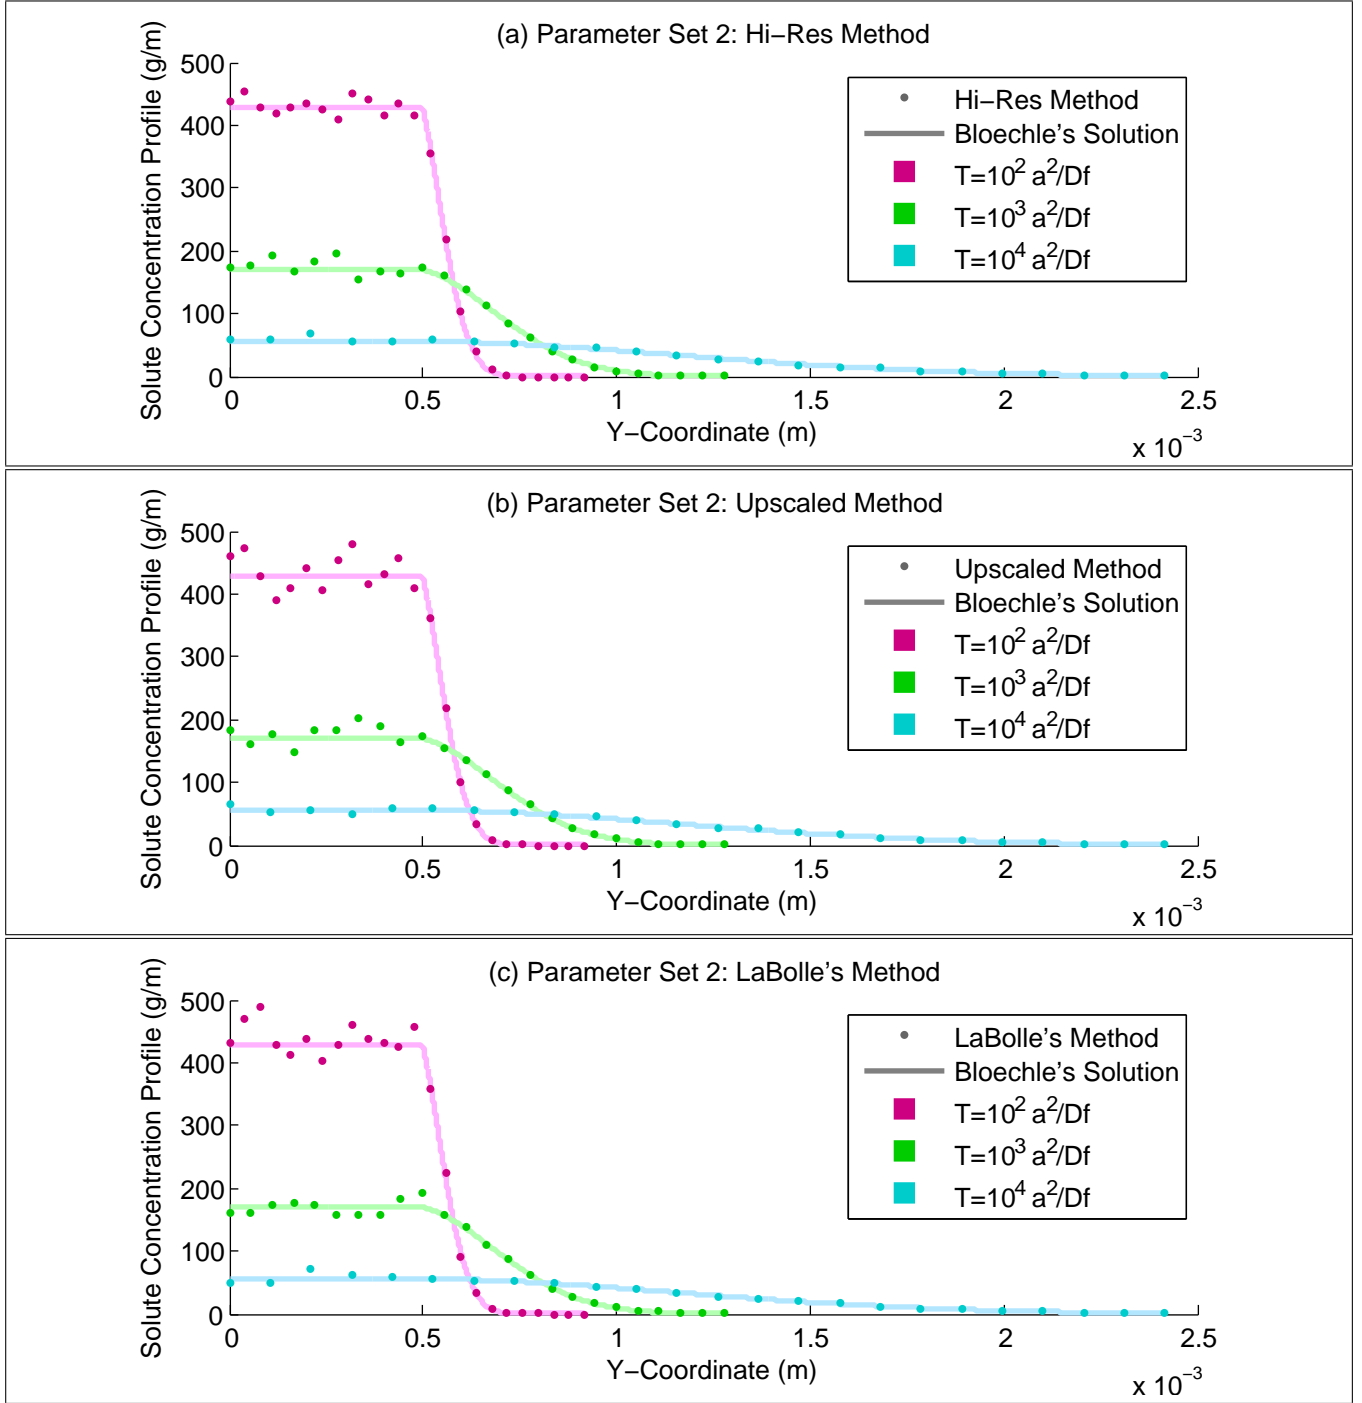 (a) Parameter Set 2: Hi−Res Method
Solute Concentration Profile (g/m)
500
400
300
200
100
0
0 0.5 1 1.5 2 2.5
Y−Coordinate (m)
x 10−3
Hi−Res Method
Bloechle's Solution
T=102 a2/Df
T=103 a2/Df
T=104 a2/Df
(b) Parameter Set 2: Upscaled Method
Solute Concentration Profile (g/m)
500
400
300
200
100
0
0 0.5 1 1.5 2 2.5
Y−Coordinate (m)
x 10−3
Upscaled Method
Bloechle's Solution
T=102 a2/Df
T=103 a2/Df
T=104 a2/Df
(c) Parameter Set 2: LaBolle's Method
Solute Concentration Profile (g/m)
500
400
300
200
100
0
0 0.5 1 1.5 2 2.5
Y−Coordinate (m)
x 10−3
LaBolle's Method
Bloechle's Solution
T=102 a2/Df
T=103 a2/Df
T=104 a2/Df